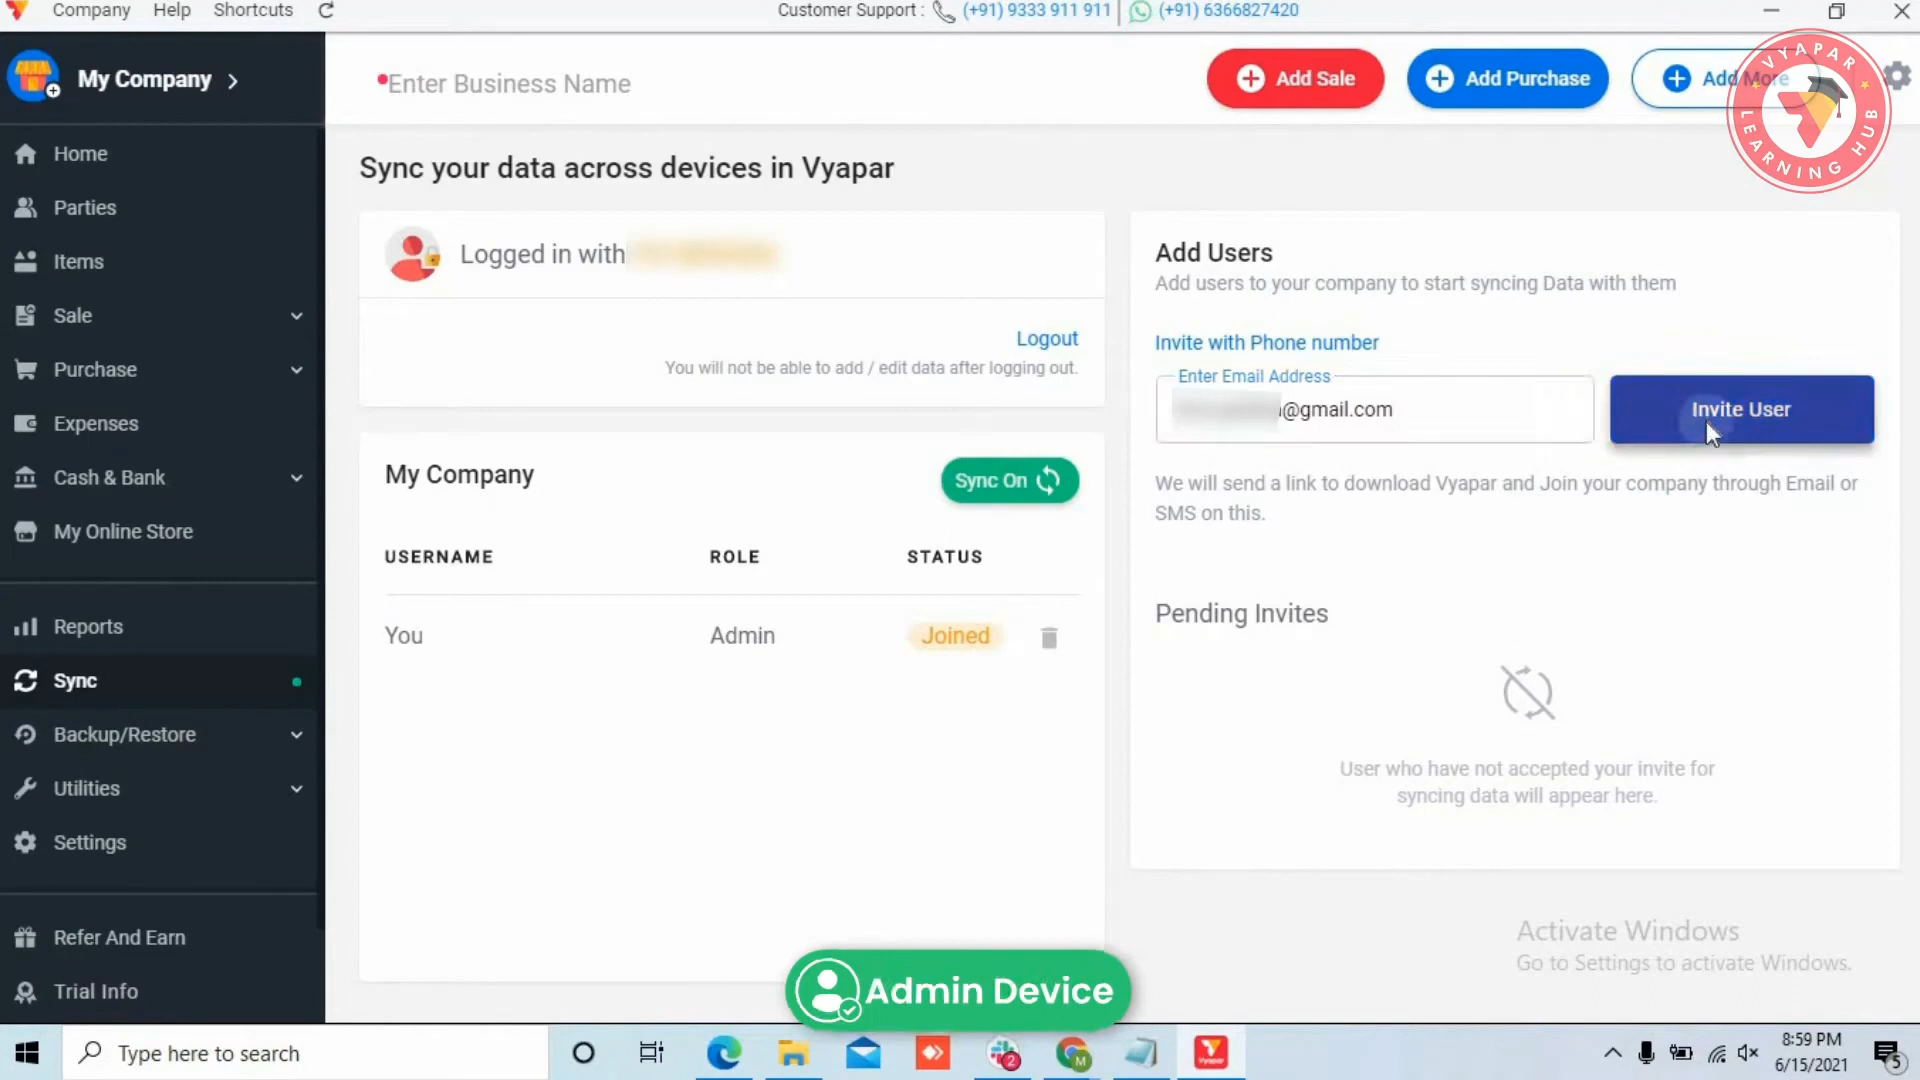 Company Help Shortcuts
Customer Support : (+91) 9333 911 911 (+91) 6366827420
My Company
Enter Business Name
Add Sale
Add Purchase
Add More
VYAPAR
LEARNING HUB
Home
Parties
Items
Sale
Purchase
Expenses
Cash & Bank
My Online Store
Reports
Sync
Backup/Restore
Utilities
Settings
Refer And Earn
Trial Info
Sync your data across devices in Vyapar
Logged in with
Logout
You will not be able to add / edit data after logging out.
My Company
Sync On
USERNAME ROLE STATUS
You Admin Joined
Add Users
Add users to your company to start syncing Data with them
Invite with Phone number
Enter Email Address
@gmail.com
Invite User
We will send a link to download Vyapar and Join your company through Email or
SMS on this.
Pending Invites
User who have not accepted your invite for
syncing data will appear here.
Activate Windows
Go to Settings to activate Windows.
Admin Device
Type here to search
2
M
Vyapar
8:59 PM
6/15/2021
5